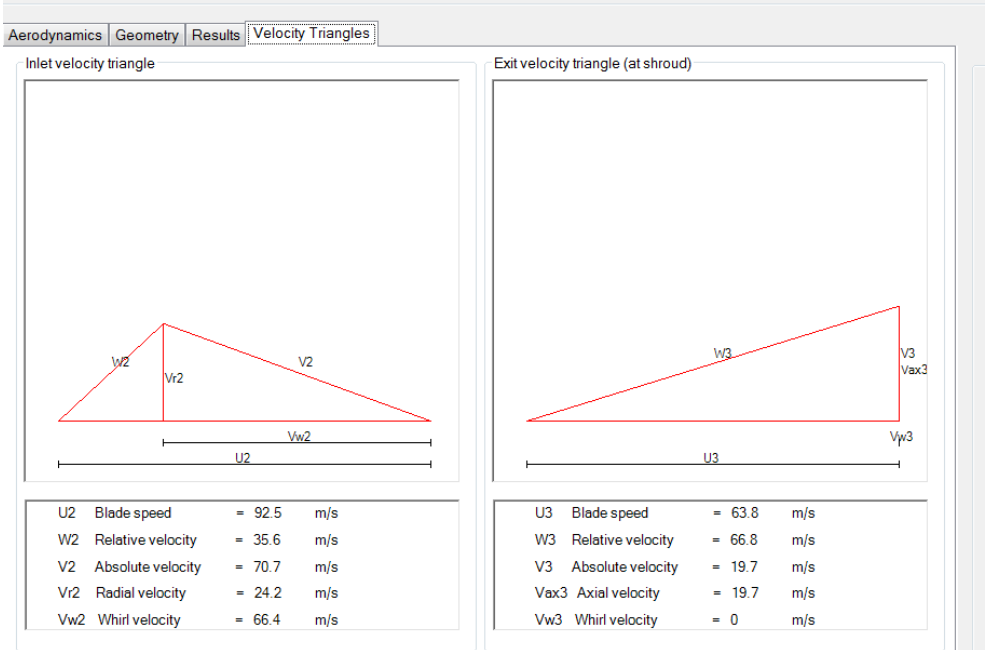 Aerodynamics Geometry Results Velocity Triangles
Inlet velocity triangle
W2
Vr2
V2
Vw2
U2
U2 Blade speed = 92.5 m/s
W2 Relative velocity = 35.6 m/s
V2 Absolute velocity = 70.7 m/s
Vr2 Radial velocity = 24.2 m/s
Vw2 Whirl velocity = 66.4 m/s
Exit velocity triangle (at shroud)
W3
V3
Vax3
Vw3
U3
U3 Blade speed = 63.8 m/s
W3 Relative velocity = 66.8 m/s
V3 Absolute velocity = 19.7 m/s
Vax3 Axial velocity = 19.7 m/s
Vw3 Whirl velocity = 0 m/s